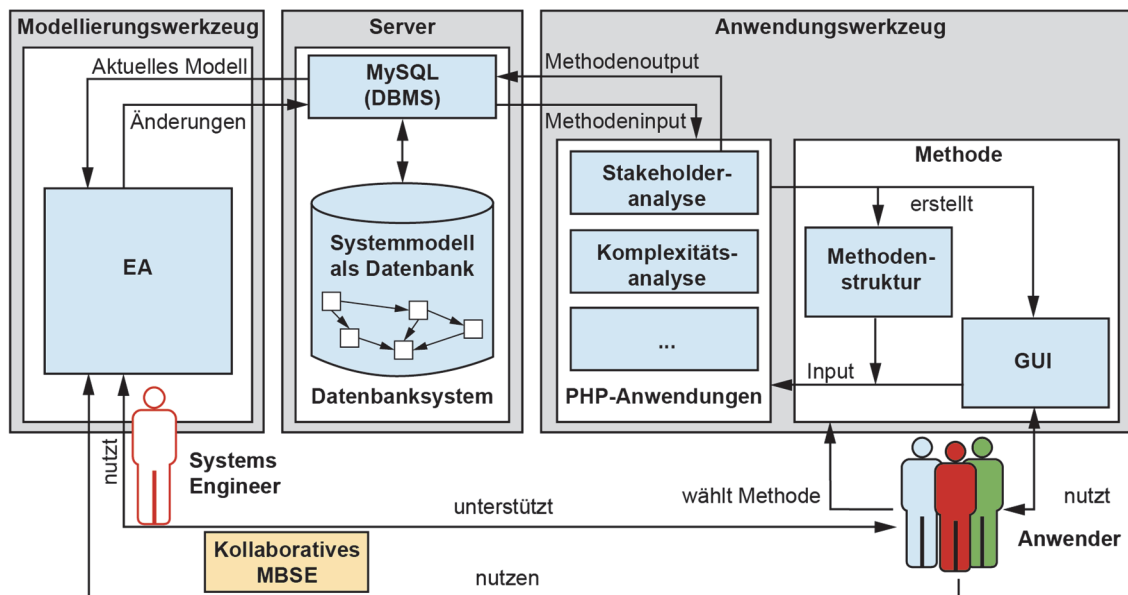 Modellierungswerkzeug
Server
Anwendungswerkzeug
Aktuelles Modell
Änderungen
EA
MySQL
(DBMS)
Systemmodell
als Datenbank
Datenbanksystem
Methodenoutput
Methodeninput
Stakeholder-
analyse
Komplexitäts-
analyse
...
PHP-Anwendungen
Methode
erstellt
Methoden-
struktur
GUI
Input
nutzt
Systems
Engineer
unterstützt
wählt Methode
nutzt
Anwender
Kollaboratives
MBSE
nutzen